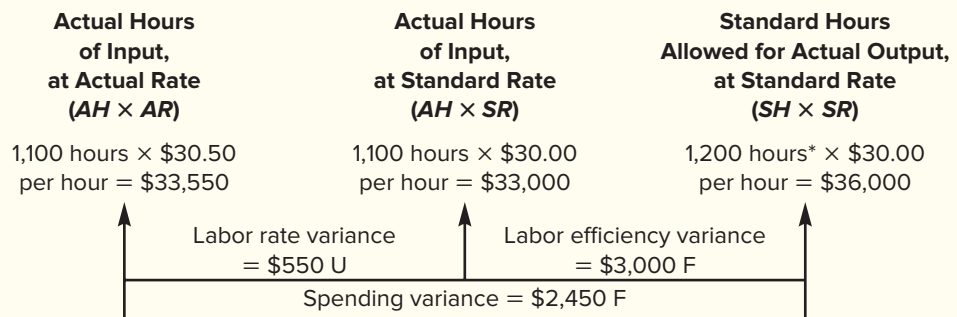 Actual Hours
of Input,
at Actual Rate
(AH × AR)
1,100 hours × $30.50
per hour = $33,550
Actual Hours
of Input,
at Standard Rate
(AH × SR)
1,100 hours × $30.00
per hour = $33,000
Standard Hours
Allowed for Actual Output,
at Standard Rate
(SH × SR)
1,200 hours* × $30.00
per hour = $36,000
Labor rate variance
= $550 U
Labor efficiency variance
= $3,000 F
Spending variance = $2,450 F